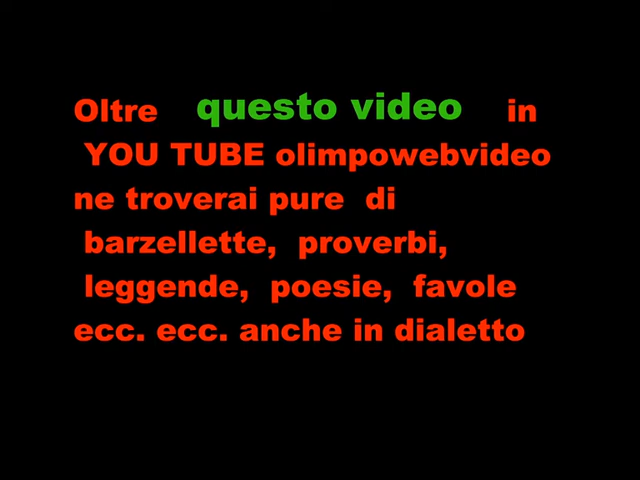 Oltre questo video in
YOU TUBE olimpowebvideo
ne troverai pure di
barzellette, proverbi,
leggende, poesie, favole
ecc. ecc. anche in dialetto